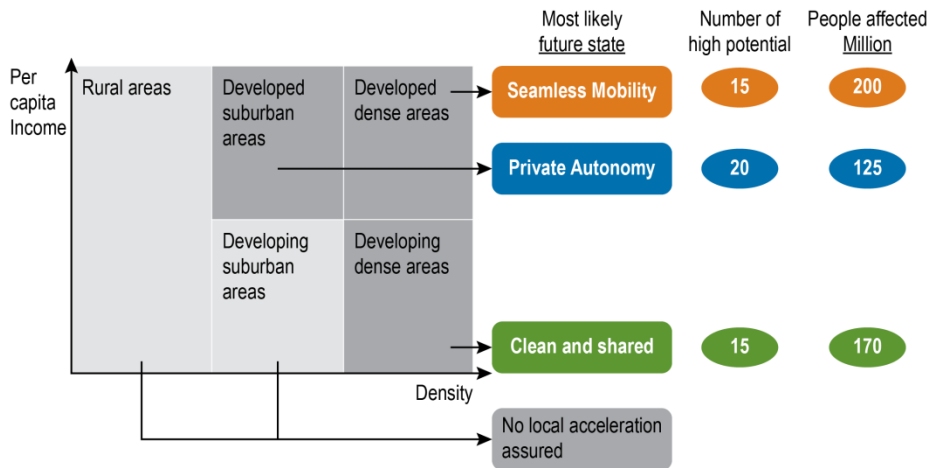 Most likely
future state
Number of
high potential
People affected
Million
Per
capita
Income
Rural areas
Developed
suburban
areas
Developed
dense areas
Seamless Mobility
15
200
Private Autonomy
20
125
Developing
suburban
areas
Developing
dense areas
Clean and shared
15
170
Density
No local acceleration
assured